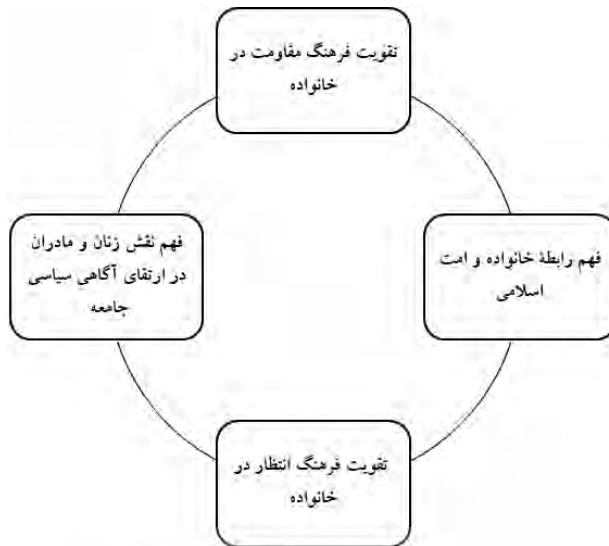 تقویت فرهنگ مقاومت در
خانواده
فهم رابطۀ خانواده و امت
اسلامی
تقویت فرهنگ انتظار در
خانواده
فهم نقش زنان و مادران
در ارتقای آگاهی سیاسی
جامعه